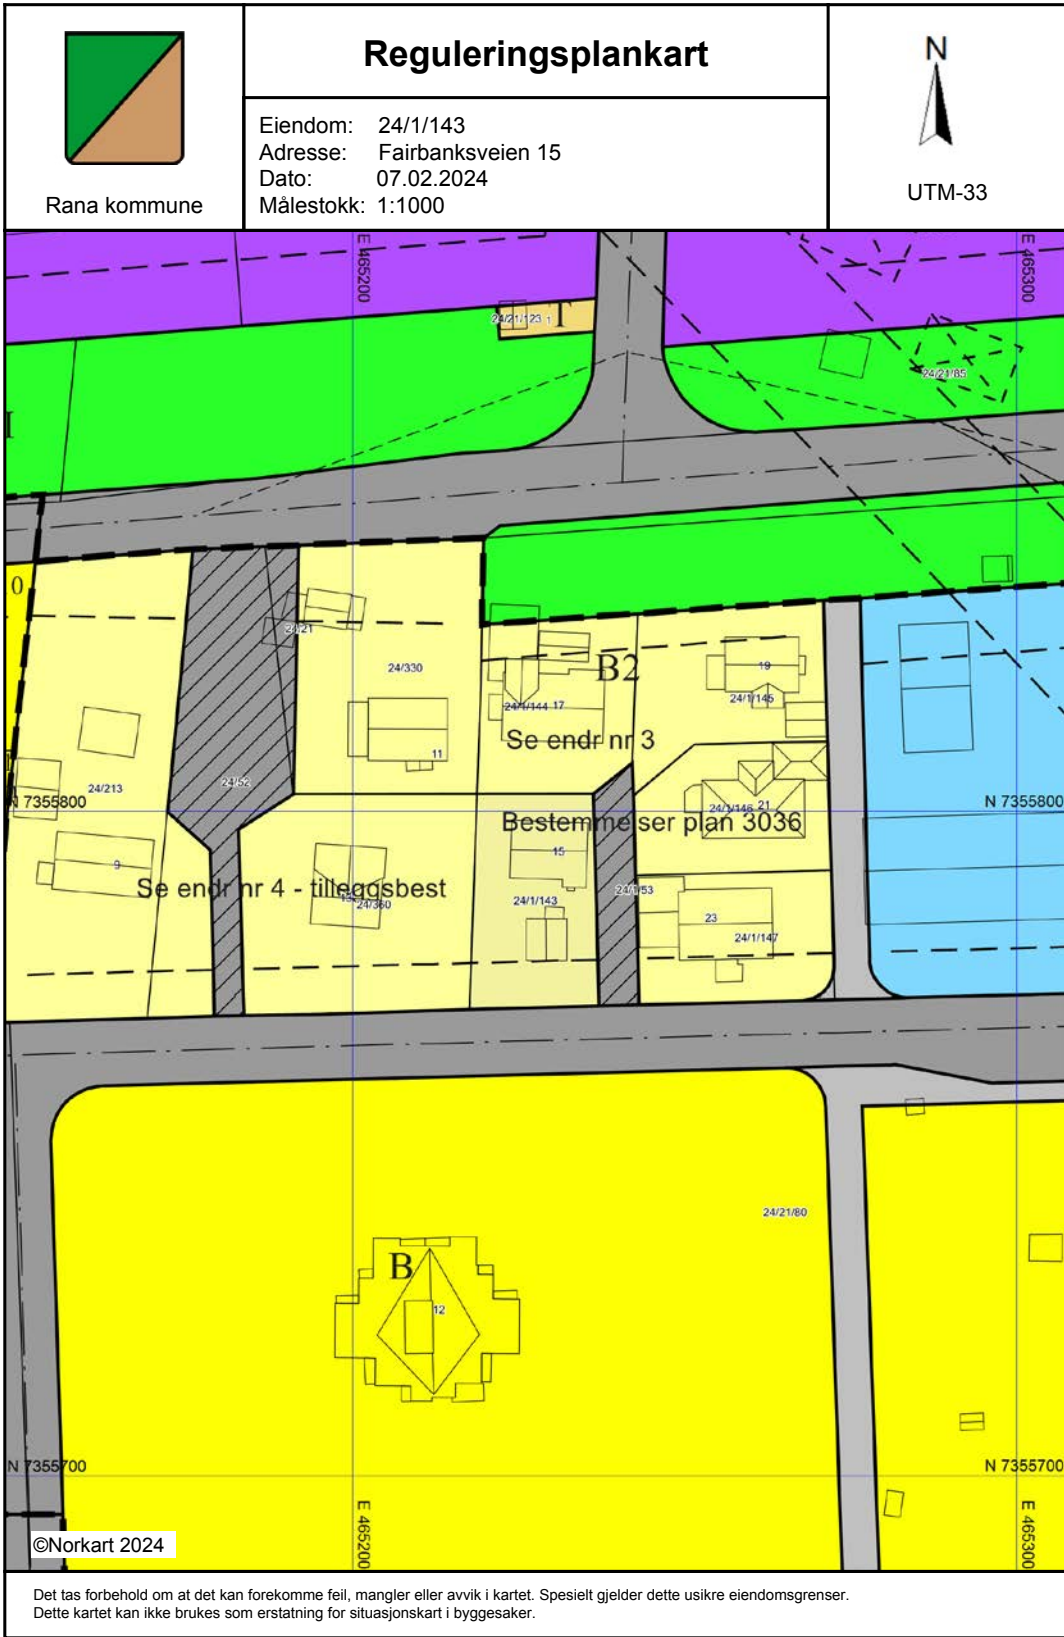 Reguleringsplankart
N
Eiendom: 24/1/143
Adresse: Fairbanksveien 15
Dato: 07.02.2024
Målestokk: 1:1000
Rana kommune
UTM-33
E 465200
E 465300
24/21/123 1 T
24/21/85
0
24/21
24/330
B2
19
24/1/144 17
24/1/145
Se endr nr 3
11
24/213
24/52
N 7355800
N 7355800
24/1/146 21
Bestemmelser plan 3036
15
9
Se endr nr 4 - tilleggsbest
24/1/53
13
24/360
24/1/143
23
24/1/147
24/21/80
B
12
N 7355700
N 7355700
E 465200
E 465300
©Norkart 2024
Det tas forbehold om at det kan forekomme feil, mangler eller avvik i kartet. Spesielt gjelder dette usikre eiendomsgrenser.
Dette kartet kan ikke brukes som erstatning for situasjonskart i byggesaker.